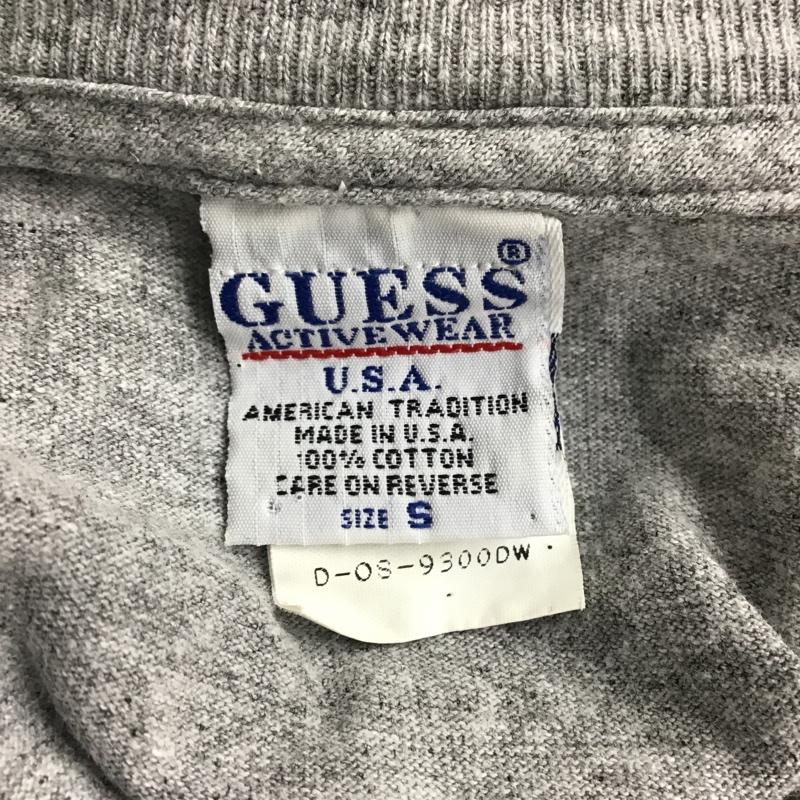 GUESS®
ACTIVEWEAR
U.S.A.
AMERICAN TRADITION
MADE IN U.S.A.
100% COTTON
CARE ON REVERSE
SIZE S
D-OS-9300DW